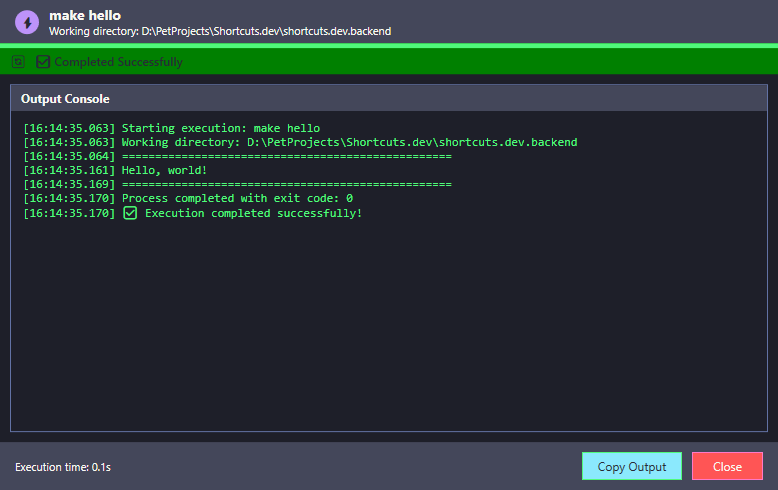 make hello
Working directory: D:\PetProjects\Shortcuts.dev\shortcuts.dev.backend
Completed Successfully
Output Console
[16:14:35.063] Starting execution: make hello
[16:14:35.063] Working directory: D:\PetProjects\Shortcuts.dev\shortcuts.dev.backend
[16:14:35.064] ==================================================
[16:14:35.161] Hello, world!
[16:14:35.169] ==================================================
[16:14:35.170] Process completed with exit code: 0
[16:14:35.170] ✅ Execution completed successfully!
Execution time: 0.1s
Copy Output
Close